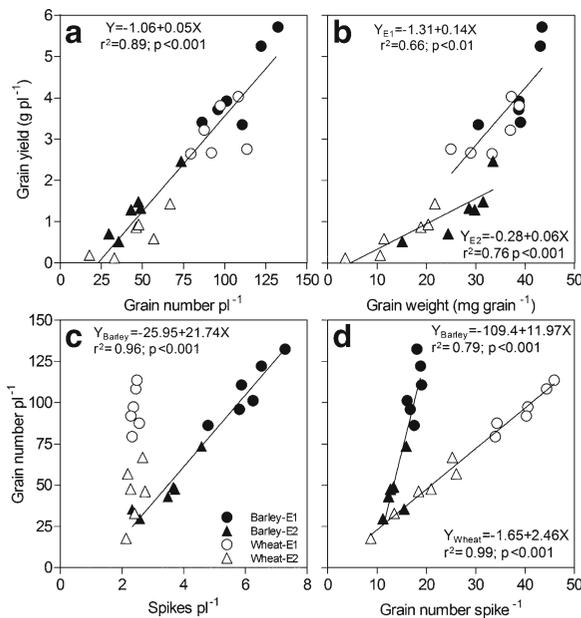 a
Y=-1.06+0.05X
r²=0.89; p<0.001
b
Y_E1=-1.31+0.14X
r²=0.66; p<0.01
Y_E2=-0.28+0.06X
r²=0.76 p<0.001
Grain yield (g pl⁻¹)
6
5
4
3
2
1
0
0 25 50 75 100 125 150
Grain number pl⁻¹
0 10 20 30 40 50
Grain weight (mg grain⁻¹)
c
Y_Barley=-25.95+21.74X
r²=0.96; p<0.001
d
Y_Barley=-109.4+11.97X
r²=0.79; p<0.001
Y_Wheat=-1.65+2.46X
r²=0.99; p<0.001
Grain number pl⁻¹
150
125
100
75
50
25
0
Barley-E1
Barley-E2
Wheat-E1
Wheat-E2
0 2 4 6 8
Spikes pl⁻¹
0 10 20 30 40 50
Grain number spike⁻¹